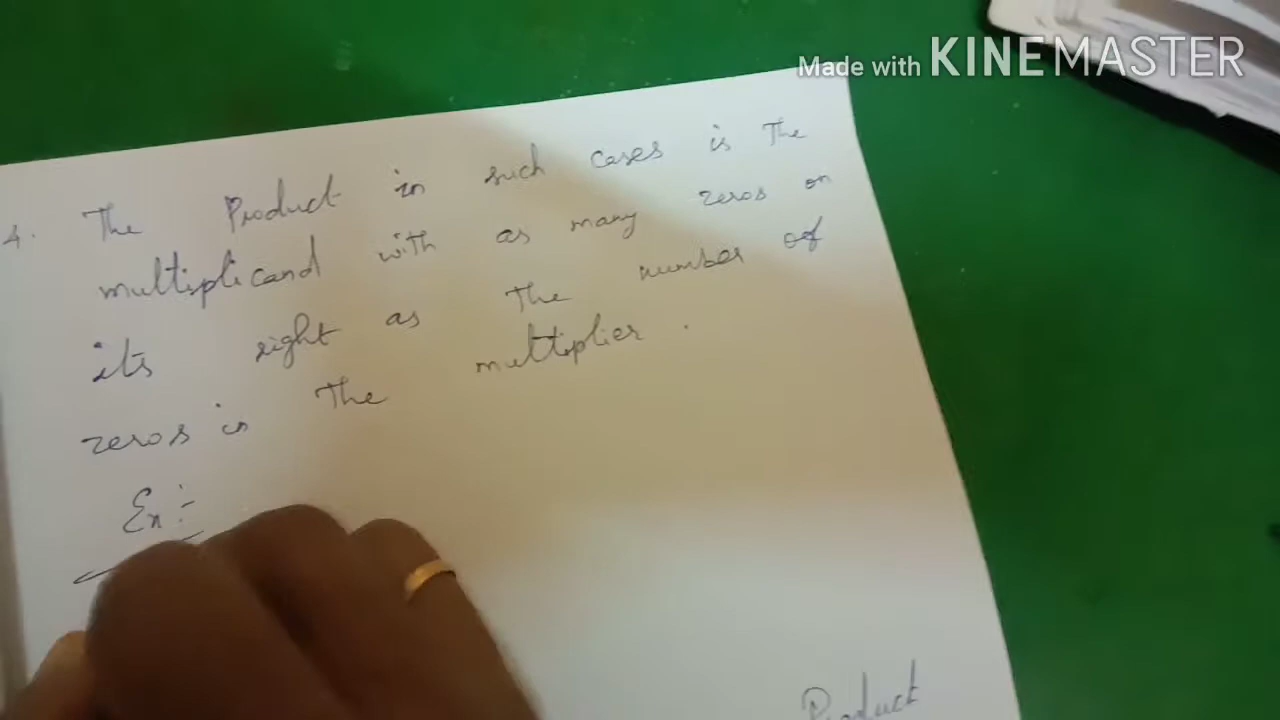 Made with KINEMASTER
4. The Product in such cases is The
multiplicand with as many zeros on
its right as The number of
zeros in The multiplier.
Ex:-
Product